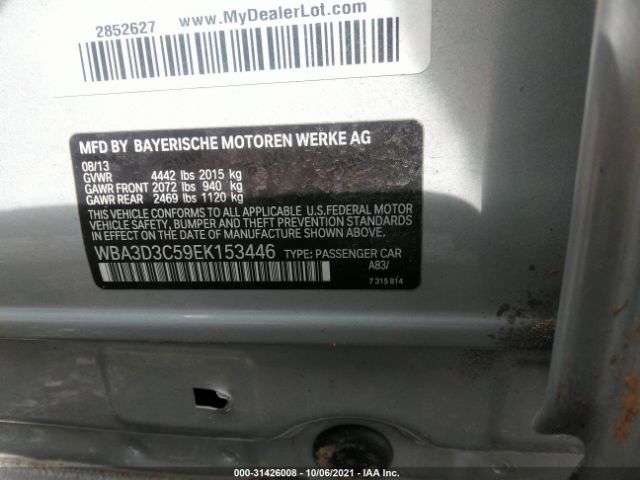 www.MyDealerLot.com
2852627
MFD BY BAYERISCHE MOTOREN WERKE AG
08/13
GVWR 4442 lbs 2015 kg
GAWR FRONT 2072 lbs 940 kg
GAWR REAR 2469 lbs 1120 kg
THIS VEHICLE CONFORMS TO ALL APPLICABLE U.S.FEDERAL MOTOR
VEHICLE SAFETY, BUMPER, AND THEFT PREVENTION STANDARDS
IN EFFECT ON THE DATE OF MANUFACTURE SHOWN ABOVE.
WBA3D3C59EK153446 TYPE: PASSENGER CAR
A83/
7 315 814
000-31426008 - 10/06/2021 - IAA Inc.